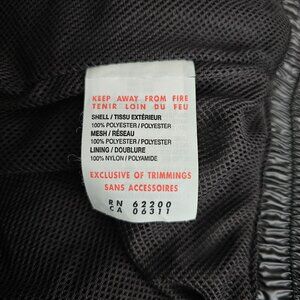 KEEP AWAY FROM FIRE
TENIR LOIN DU FEU
SHELL / TISSU EXTÉRIEUR
100% POLYESTER / POLYESTER
MESH / RÉSEAU
100% POLYESTER / POLYESTER
LINING / DOUBLURE
100% NYLON / POLYAMIDE
EXCLUSIVE OF TRIMMINGS
SANS ACCESSOIRES
RN 62200
CA 06311